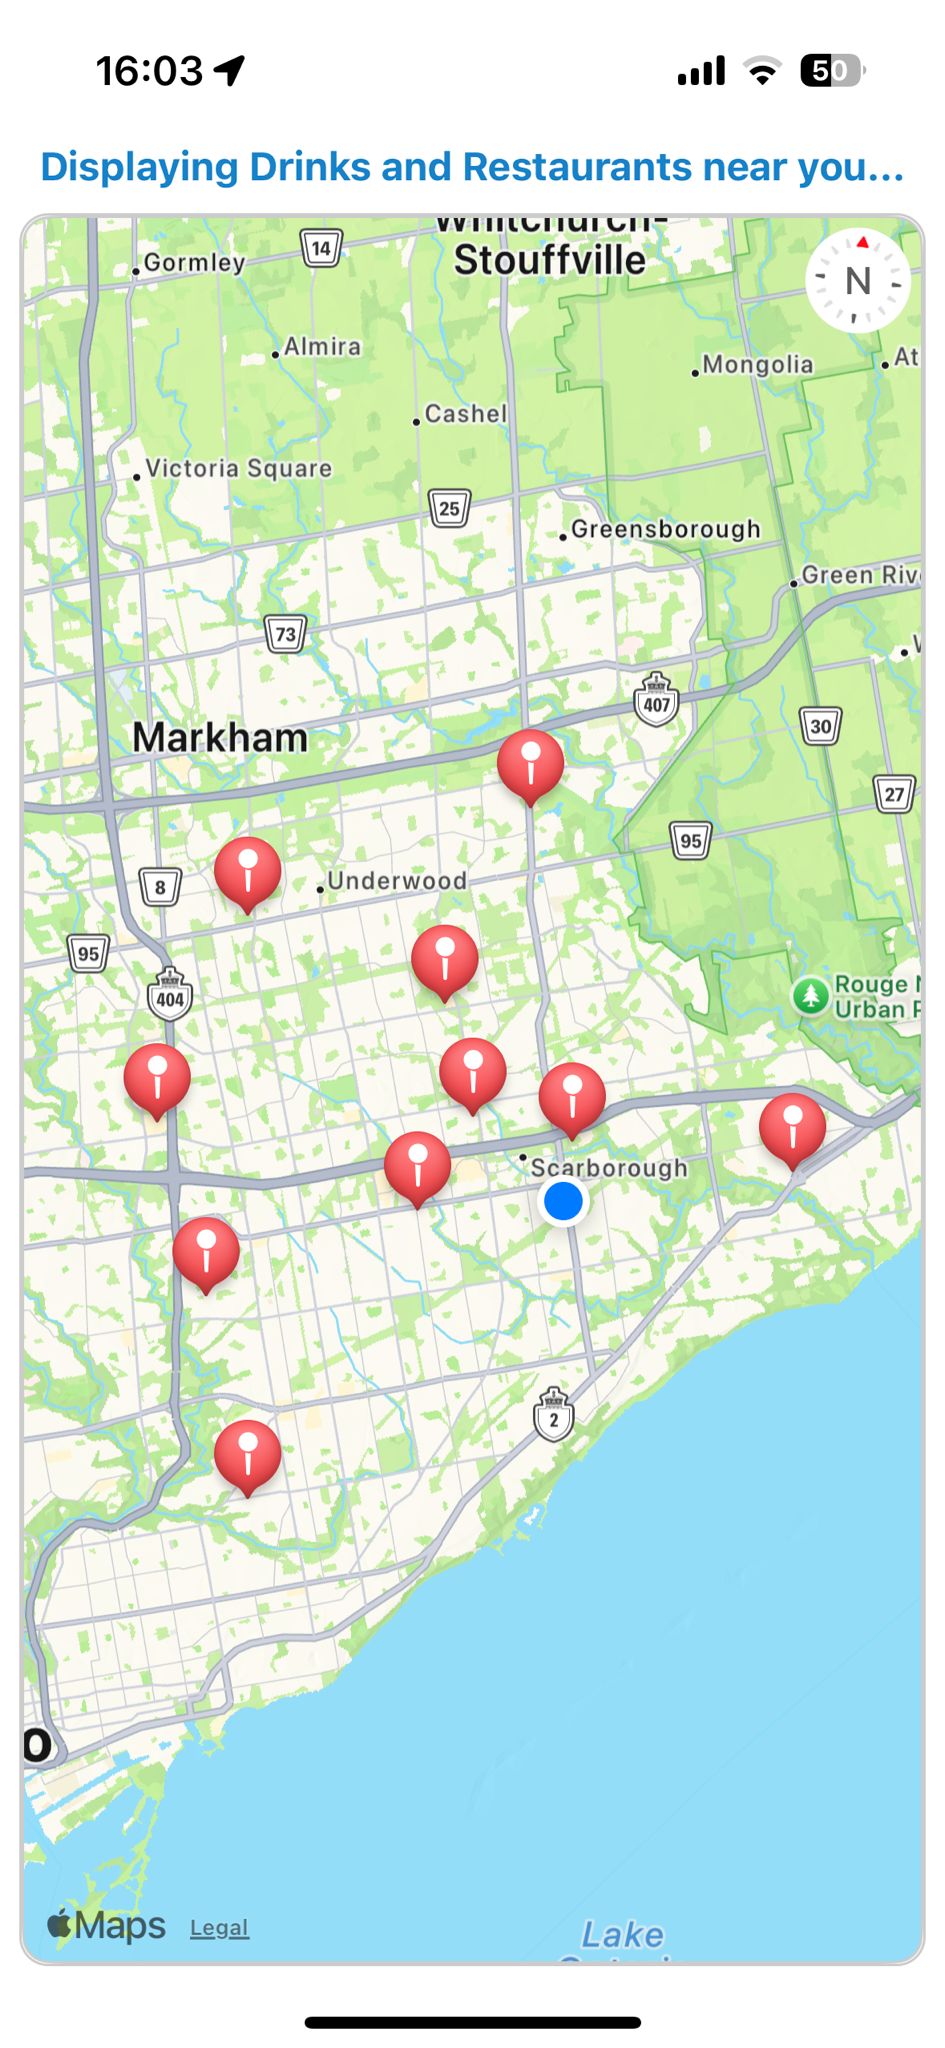 16:03
50
Displaying Drinks and Restaurants near you...
Whitchurch-
Stouffville
N
14
Gormley
Almira
Mongolia
At
Cashel
Victoria Square
25
Greensborough
Green Riv
73
W
407
30
Markham
27
95
8
Underwood
95
404
Rouge N
Urban P
Scarborough
2
o
Maps
Legal
Lake